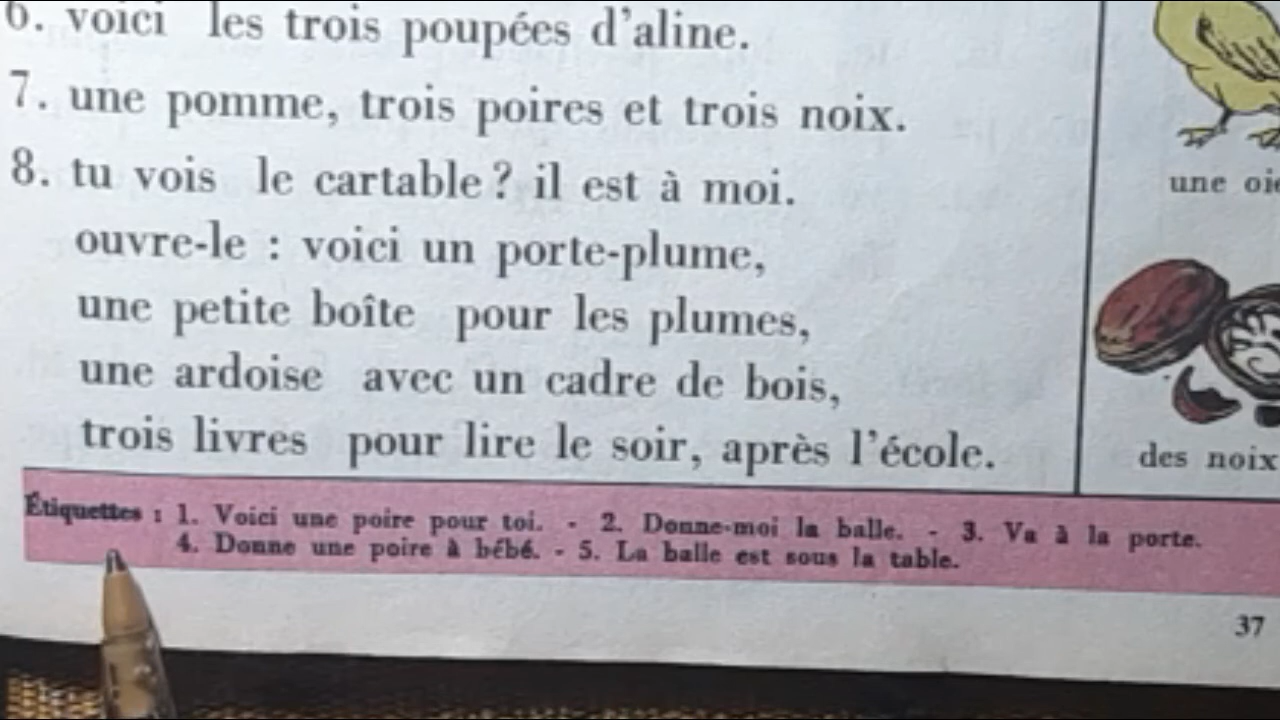 6. voici les trois poupées d'aline.
7. une pomme, trois poires et trois noix.
8. tu vois le cartable ? il est à moi.
ouvre-le : voici un porte-plume,
une petite boîte pour les plumes,
une ardoise avec un cadre de bois,
trois livres pour lire le soir, après l'école.
une oie
des noix
Étiquettes : 1. Voici une poire pour toi. - 2. Donne-moi la balle. - 3. Va à la porte.
4. Donne une poire à bébé. - 5. La balle est sous la table.
37